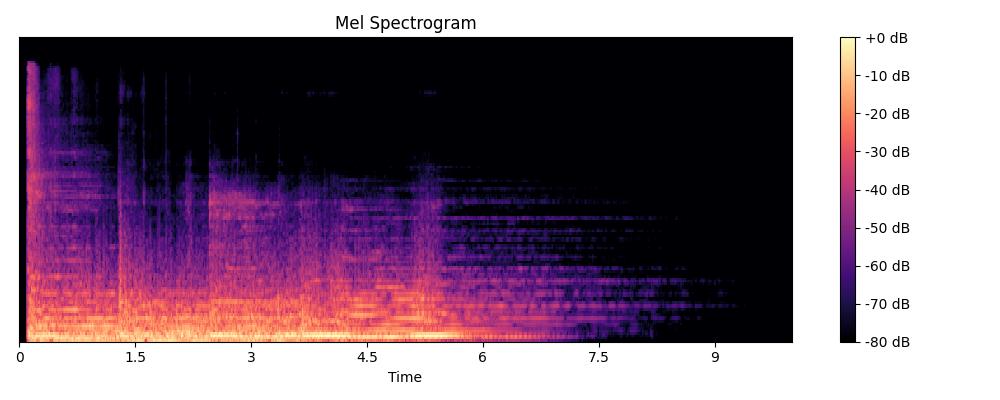 Mel Spectrogram
+0 dB
-10 dB
-20 dB
-30 dB
-40 dB
-50 dB
-60 dB
-70 dB
-80 dB
0 1.5 3 4.5 6 7.5 9
Time